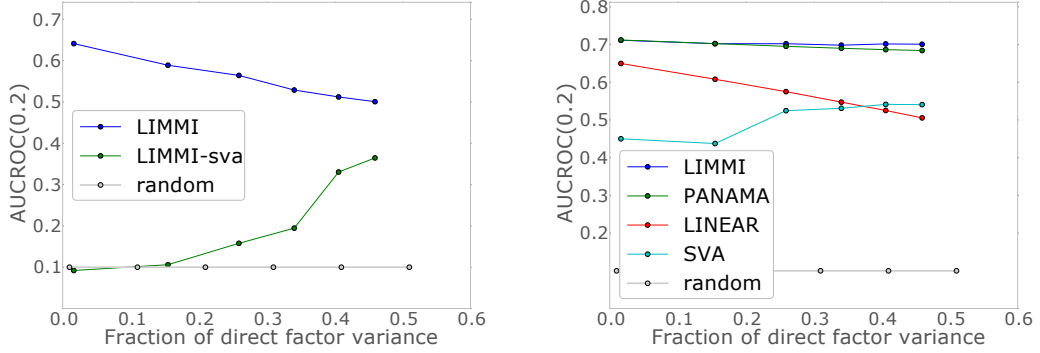 0.7
0.6
0.5
0.4
0.3
0.2
0.1
AUCROC(0.2)
LIMMI
LIMMI-sva
random
0.0 0.1 0.2 0.3 0.4 0.5 0.6
Fraction of direct factor variance
0.8
0.7
0.6
0.5
0.4
0.3
0.2
AUCROC(0.2)
LIMMI
PANAMA
LINEAR
SVA
random
0.0 0.1 0.2 0.3 0.4 0.5 0.6
Fraction of direct factor variance